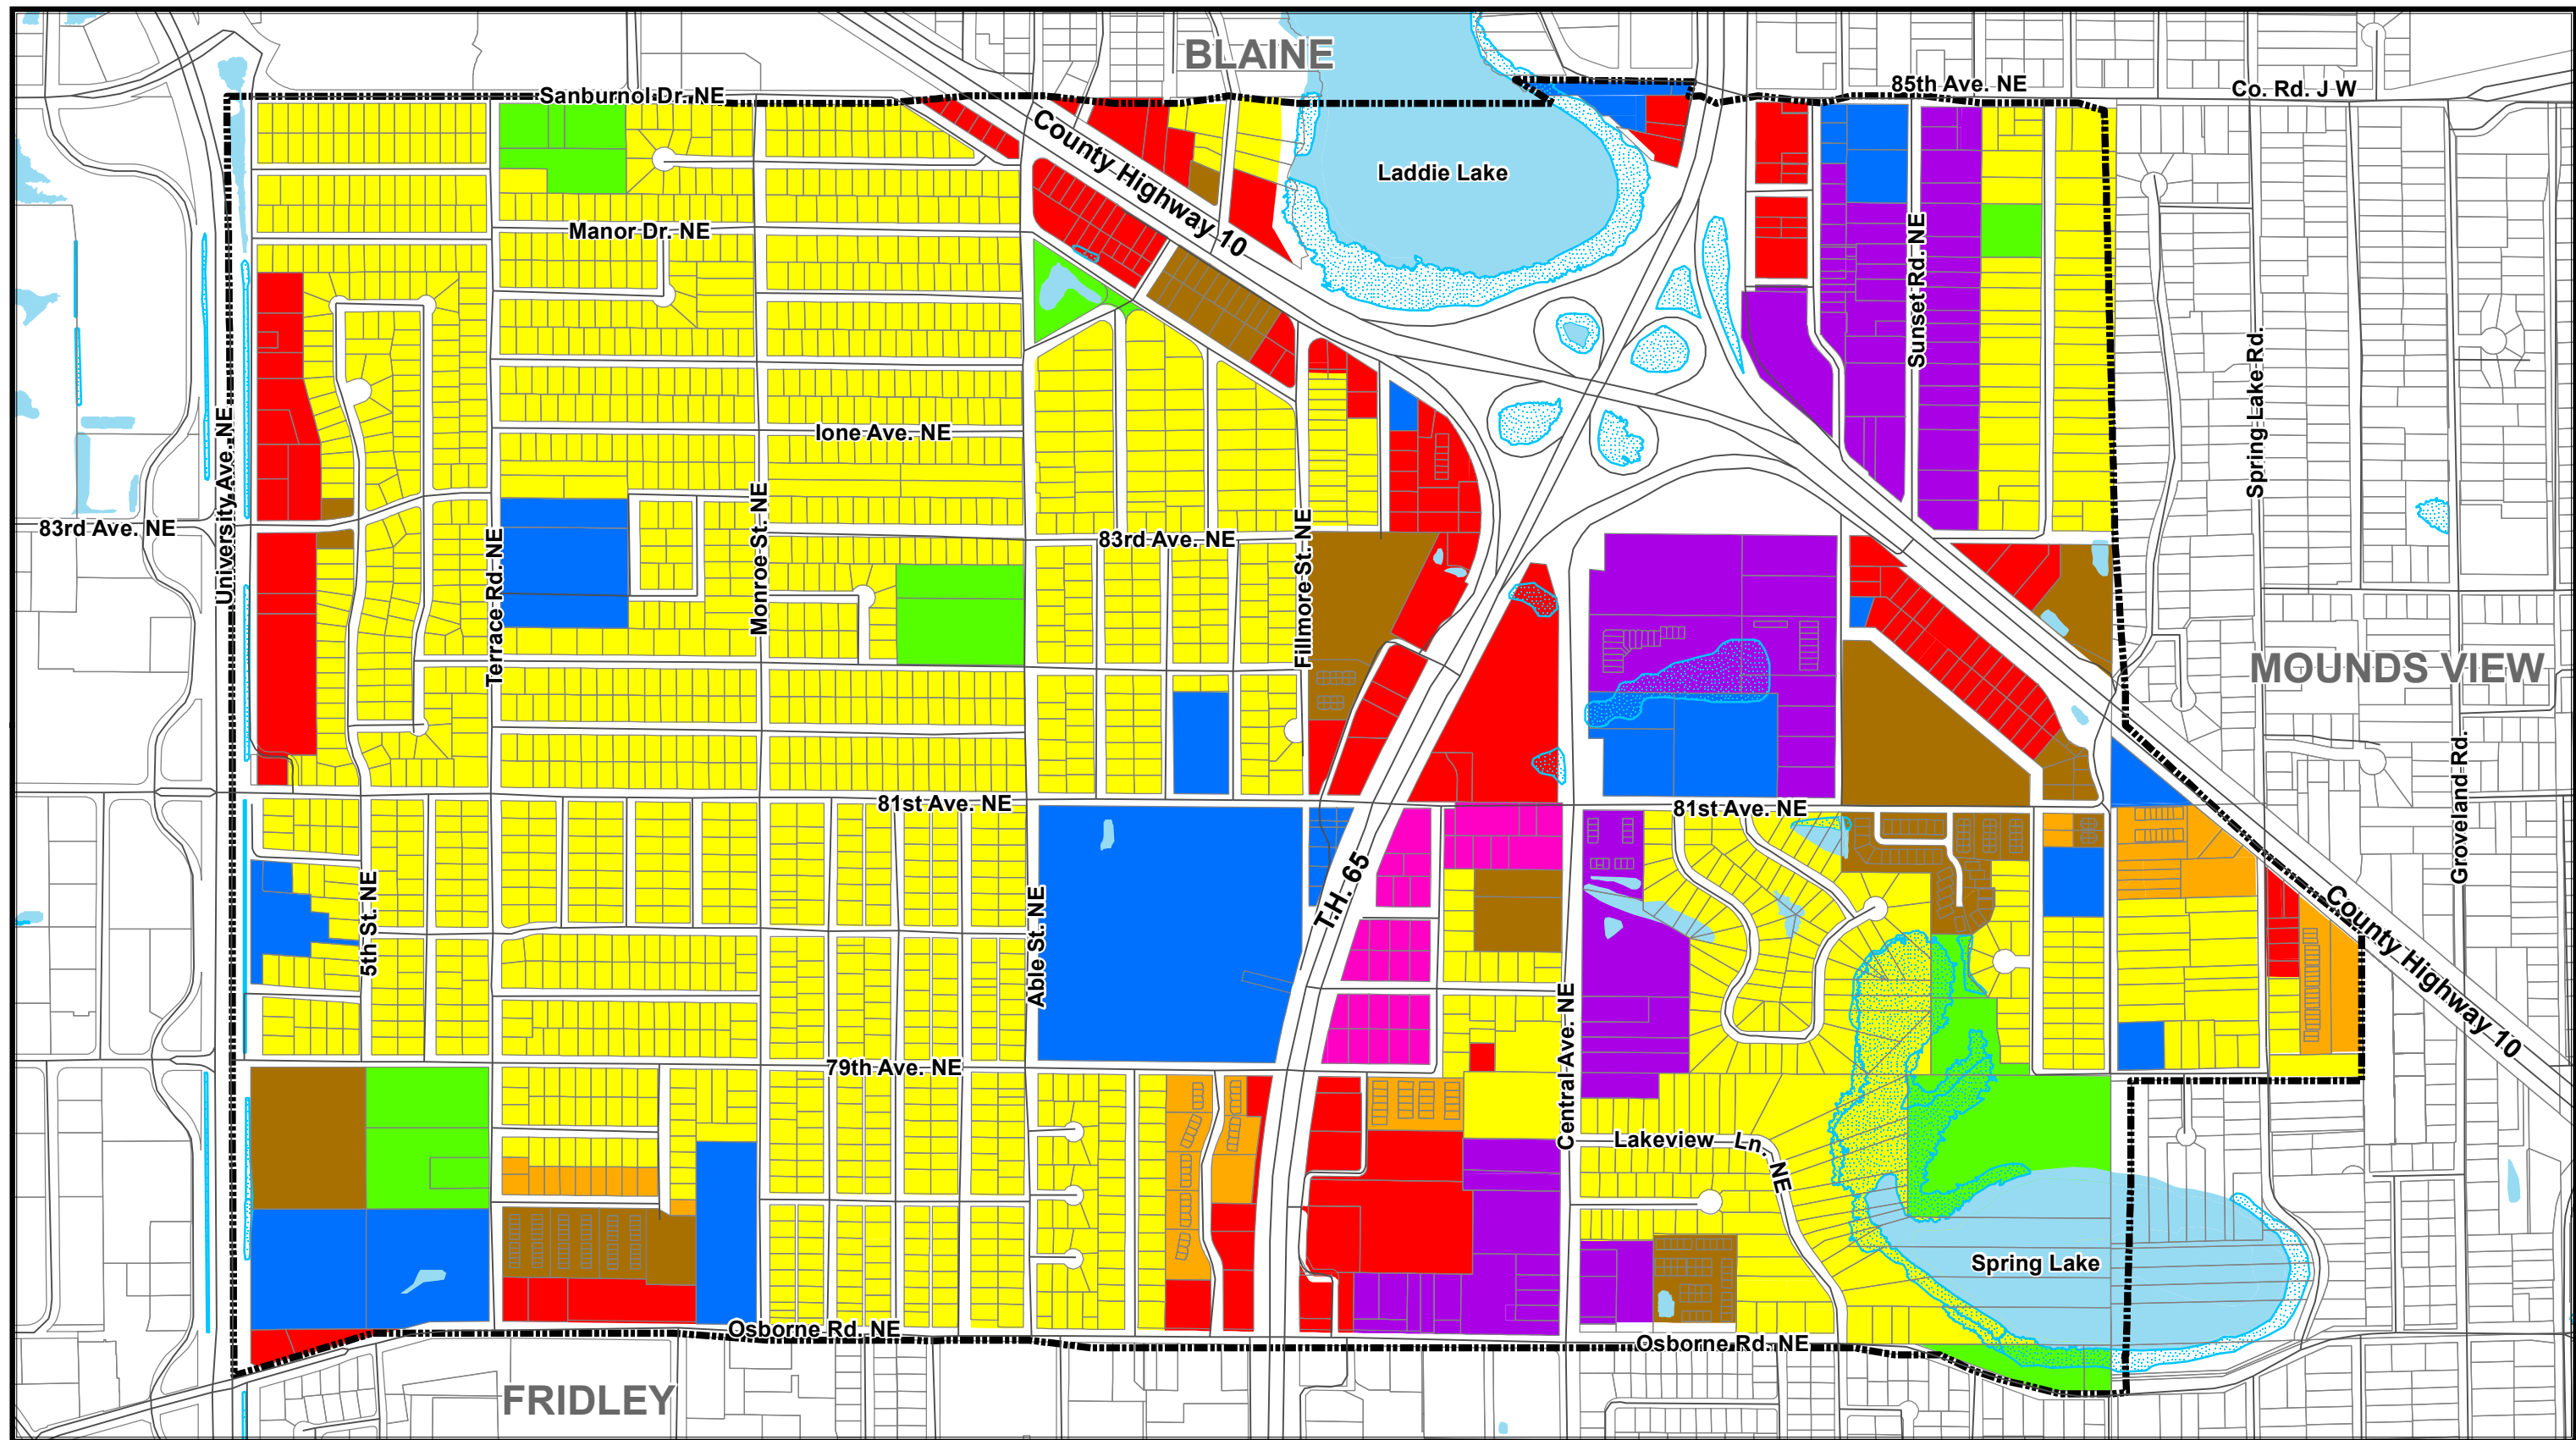 BLAINE
Sanburnol Dr. NE
85th Ave. NE
Co. Rd. J W
County Highway 10
Laddie Lake
Manor Dr. NE
Sunset Rd. NE
Spring Lake Rd.
University Ave. NE
Ione Ave. NE
83rd Ave. NE
Terrace Rd. NE
Monroe St. NE
83rd Ave. NE
Fillmore St. NE
MOUNDS VIEW
Groveland Rd.
81st Ave. NE
81st Ave. NE
T.H. 65
5th St. NE
Able St. NE
County Highway 10
Central Ave. NE
79th Ave. NE
Lakeview Ln. NE
Spring Lake
Osborne Rd. NE
Osborne Rd. NE
FRIDLEY